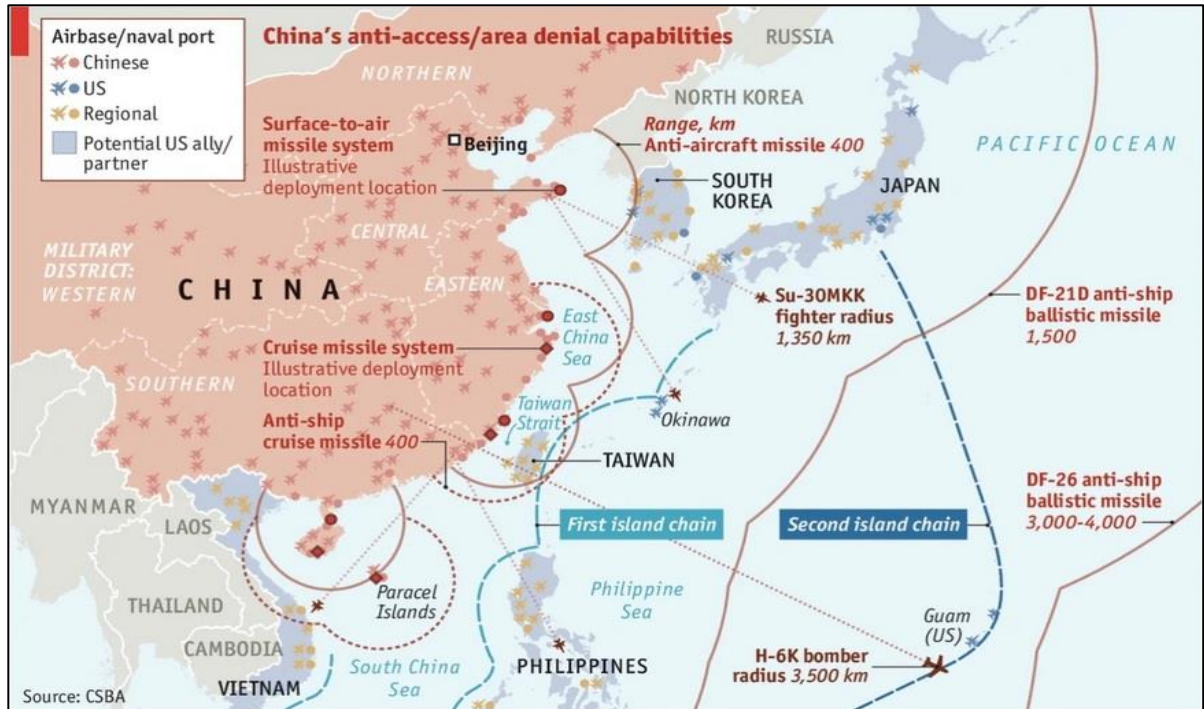 Airbase/naval port
Chinese
US
Regional
Potential US ally/
partner
China's anti-access/area denial capabilities
RUSSIA
NORTHERN
NORTH KOREA
Surface-to-air
missile system
Illustrative
deployment location
Beijing
Range, km
Anti-aircraft missile 400
PACIFIC OCEAN
SOUTH
KOREA
JAPAN
CENTRAL
MILITARY
DISTRICT:
WESTERN
CHINA
EASTERN
East
China
Sea
Su-30MKK
fighter radius
1,350 km
DF-21D anti-ship
ballistic missile
1,500
Cruise missile system
Illustrative deployment
location
SOUTHERN
Taiwan
Strait
Okinawa
Anti-ship
cruise missile 400
TAIWAN
MYANMAR
LAOS
First island chain
Second island chain
DF-26 anti-ship
ballistic missile
3,000-4,000
THAILAND
Paracel
Islands
Philippine
Sea
Guam
(US)
CAMBODIA
VIETNAM
South China
Sea
PHILIPPINES
H-6K bomber
radius 3,500 km
Source: CSBA